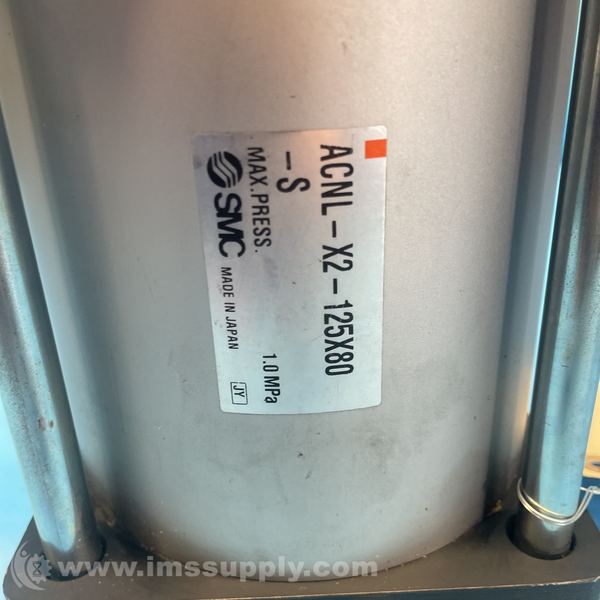 ACNL-X2-125X80
-S
MAX.PRESS. 1.0 MPa
SMC MADE IN JAPAN JY
www.imssupply.com